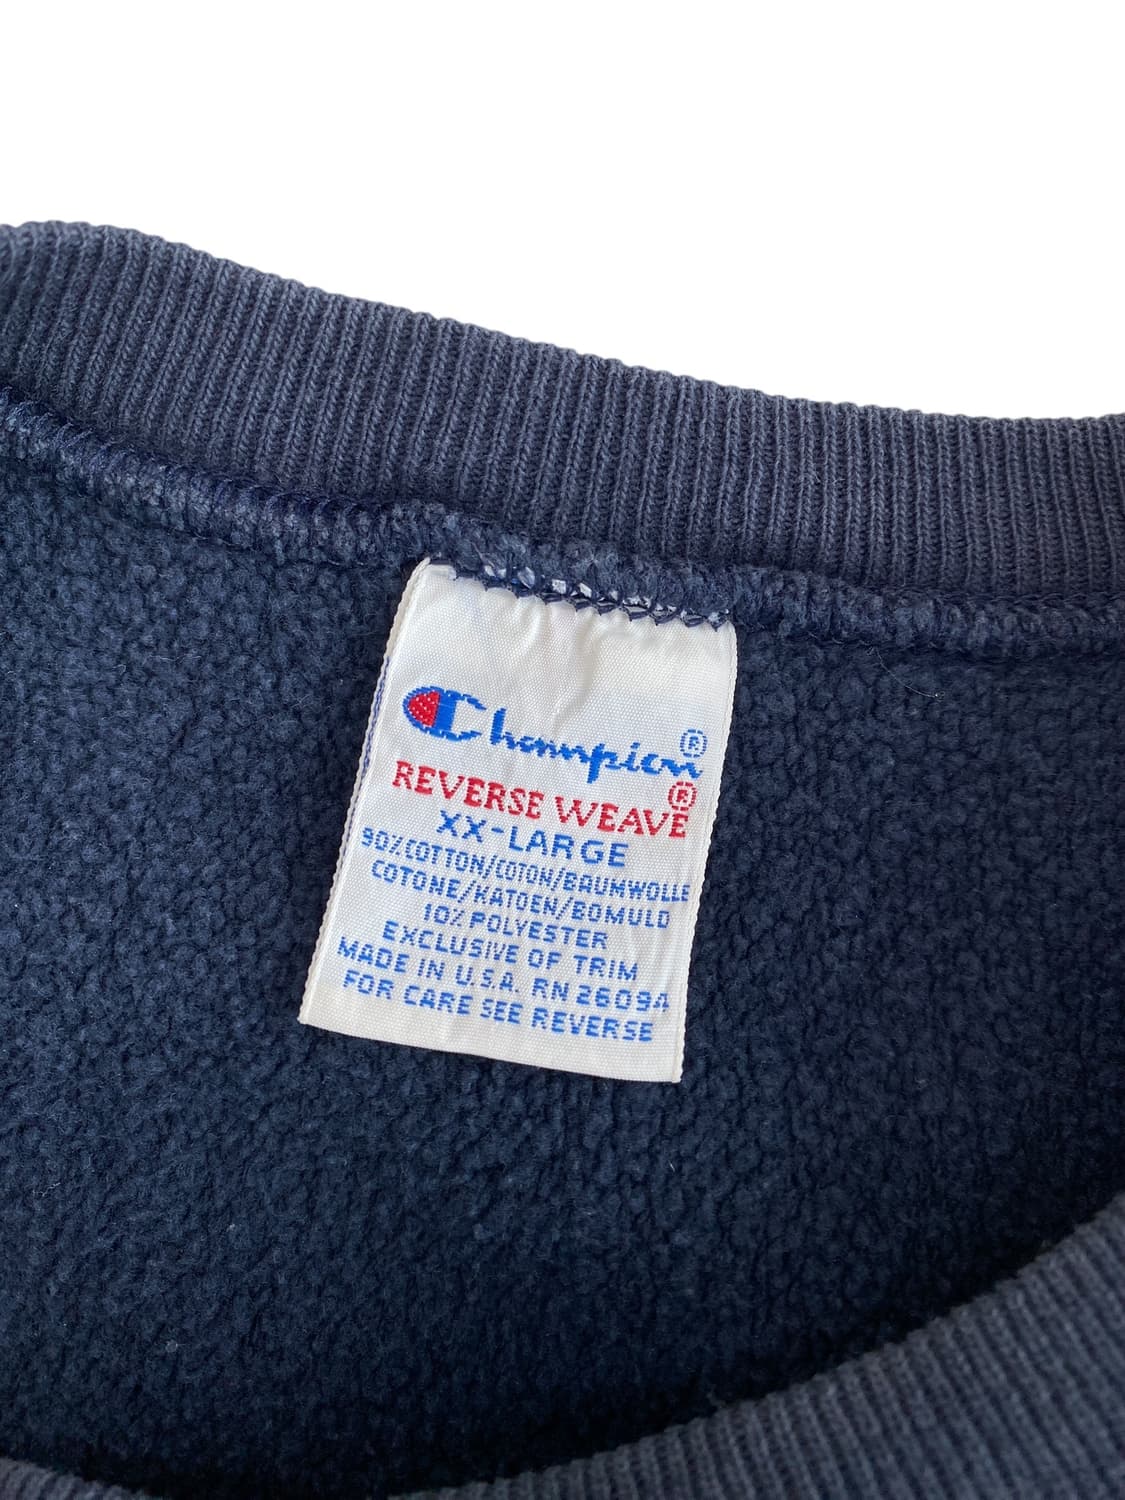 Champion®
REVERSE WEAVE®
XX-LARGE
90% COTTON/COTON/BAUMWOLLE
COTONE/KATOEN/BOMULD
10% POLYESTER
EXCLUSIVE OF TRIM
MADE IN U.S.A. RN 26094
FOR CARE SEE REVERSE